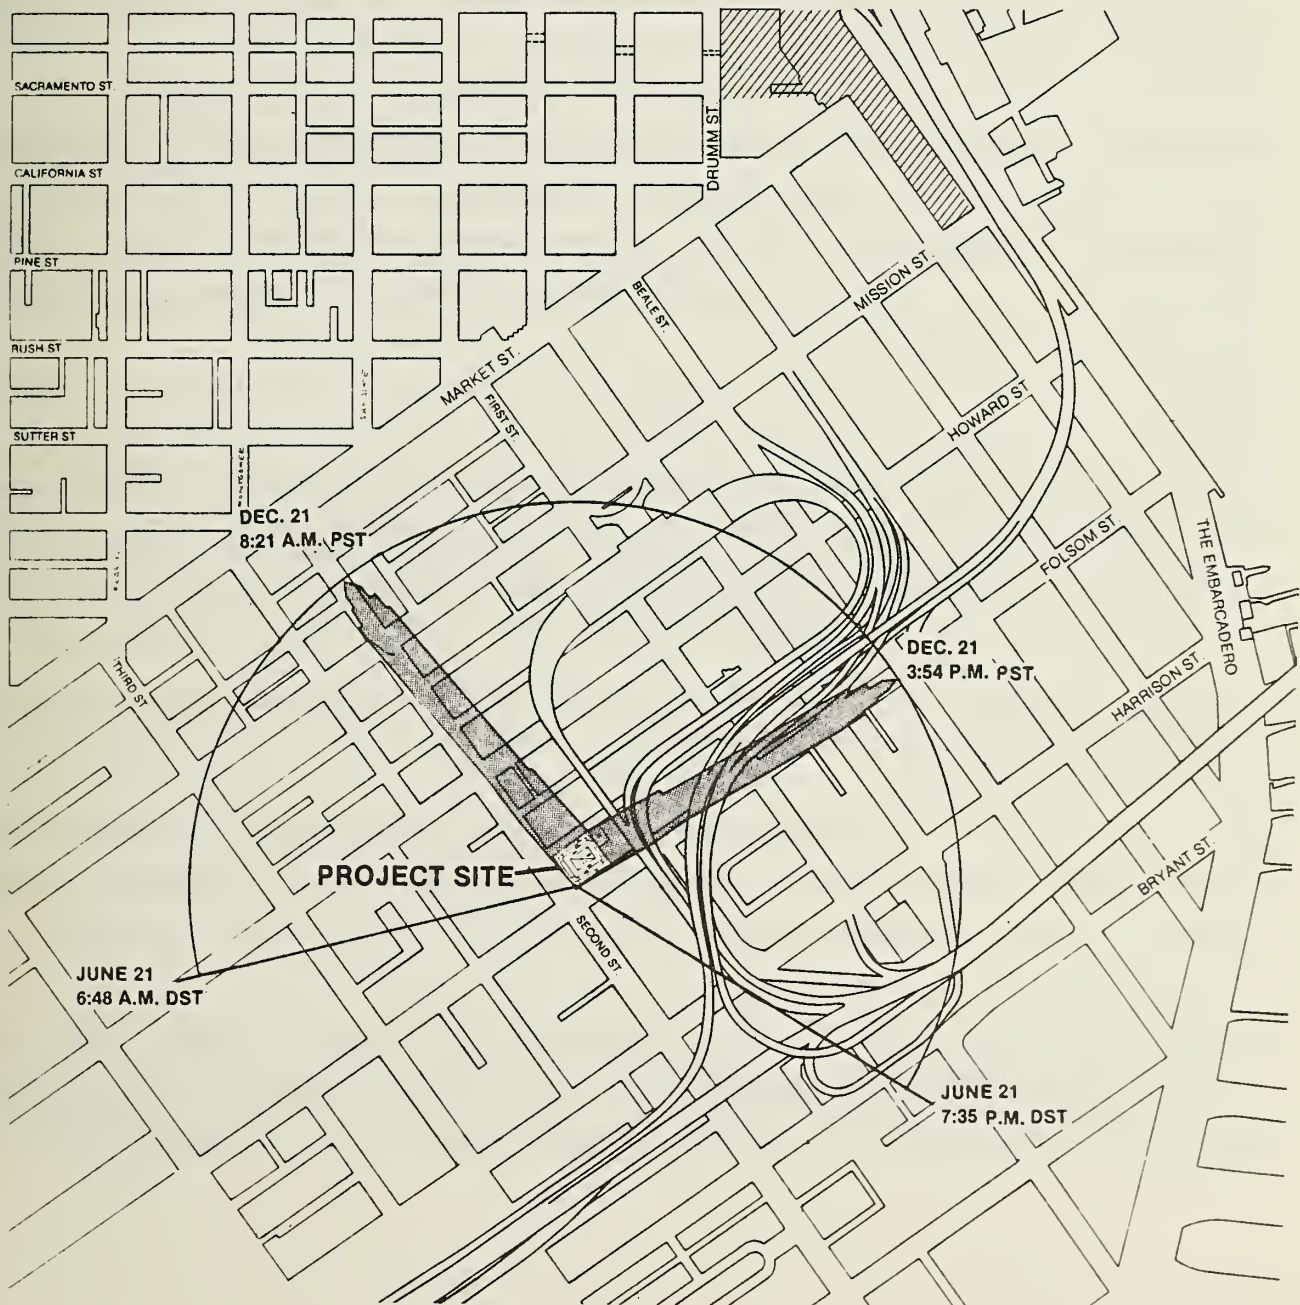 SACRAMENTO ST.
DRUMM ST.
CALIFORNIA ST
PINE ST
MISSION ST.
BEALE ST.
BUSH ST
MARKET ST.
FIRST ST.
HOWARD ST
SUTTER ST
DEC. 21
8:21 A.M. PST
FOLSOM ST
THE EMBARCADERO
THIRD ST
DEC. 21
3:54 P.M. PST
HARRISON ST.
PROJECT SITE
BRYANT ST.
SECOND ST.
JUNE 21
6:48 A.M. DST
JUNE 21
7:35 P.M. DST